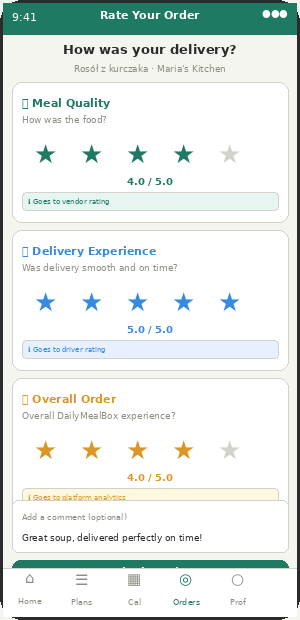 9:41
Rate Your Order
How was your delivery?
Rosół z kurczaka · Maria's Kitchen
Meal Quality
How was the food?
4.0 / 5.0
ℹ Goes to vendor rating
Delivery Experience
Was delivery smooth and on time?
5.0 / 5.0
ℹ Goes to driver rating
Overall Order
Overall DailyMealBox experience?
4.0 / 5.0
ℹ Goes to platform analytics
Add a comment (optional)
Great soup, delivered perfectly on time!
Home Plans Cal Orders Prof